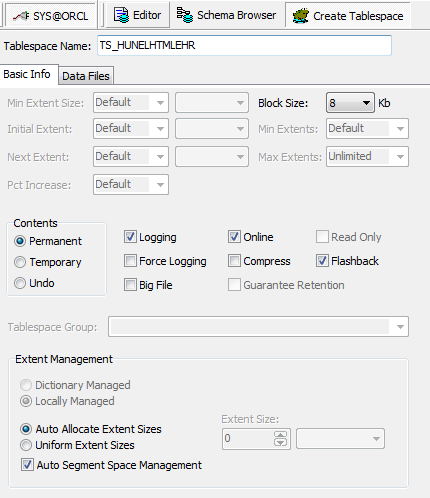 SYS@ORCL Editor Schema Browser Create Tablespace
Tablespace Name: TS_HUNELHTMLEHR
Basic Info Data Files
Min Extent Size: Default Block Size: 8 Kb
Initial Extent: Default Min Extents: Default
Next Extent: Default Max Extents: Unlimited
Pct Increase: Default
Contents
Permanent Logging Online Read Only
Temporary Force Logging Compress Flashback
Undo Big File Guarantee Retention
Tablespace Group:
Extent Management
Dictionary Managed
Locally Managed
Auto Allocate Extent Sizes Extent Size:
Uniform Extent Sizes 0
Auto Segment Space Management